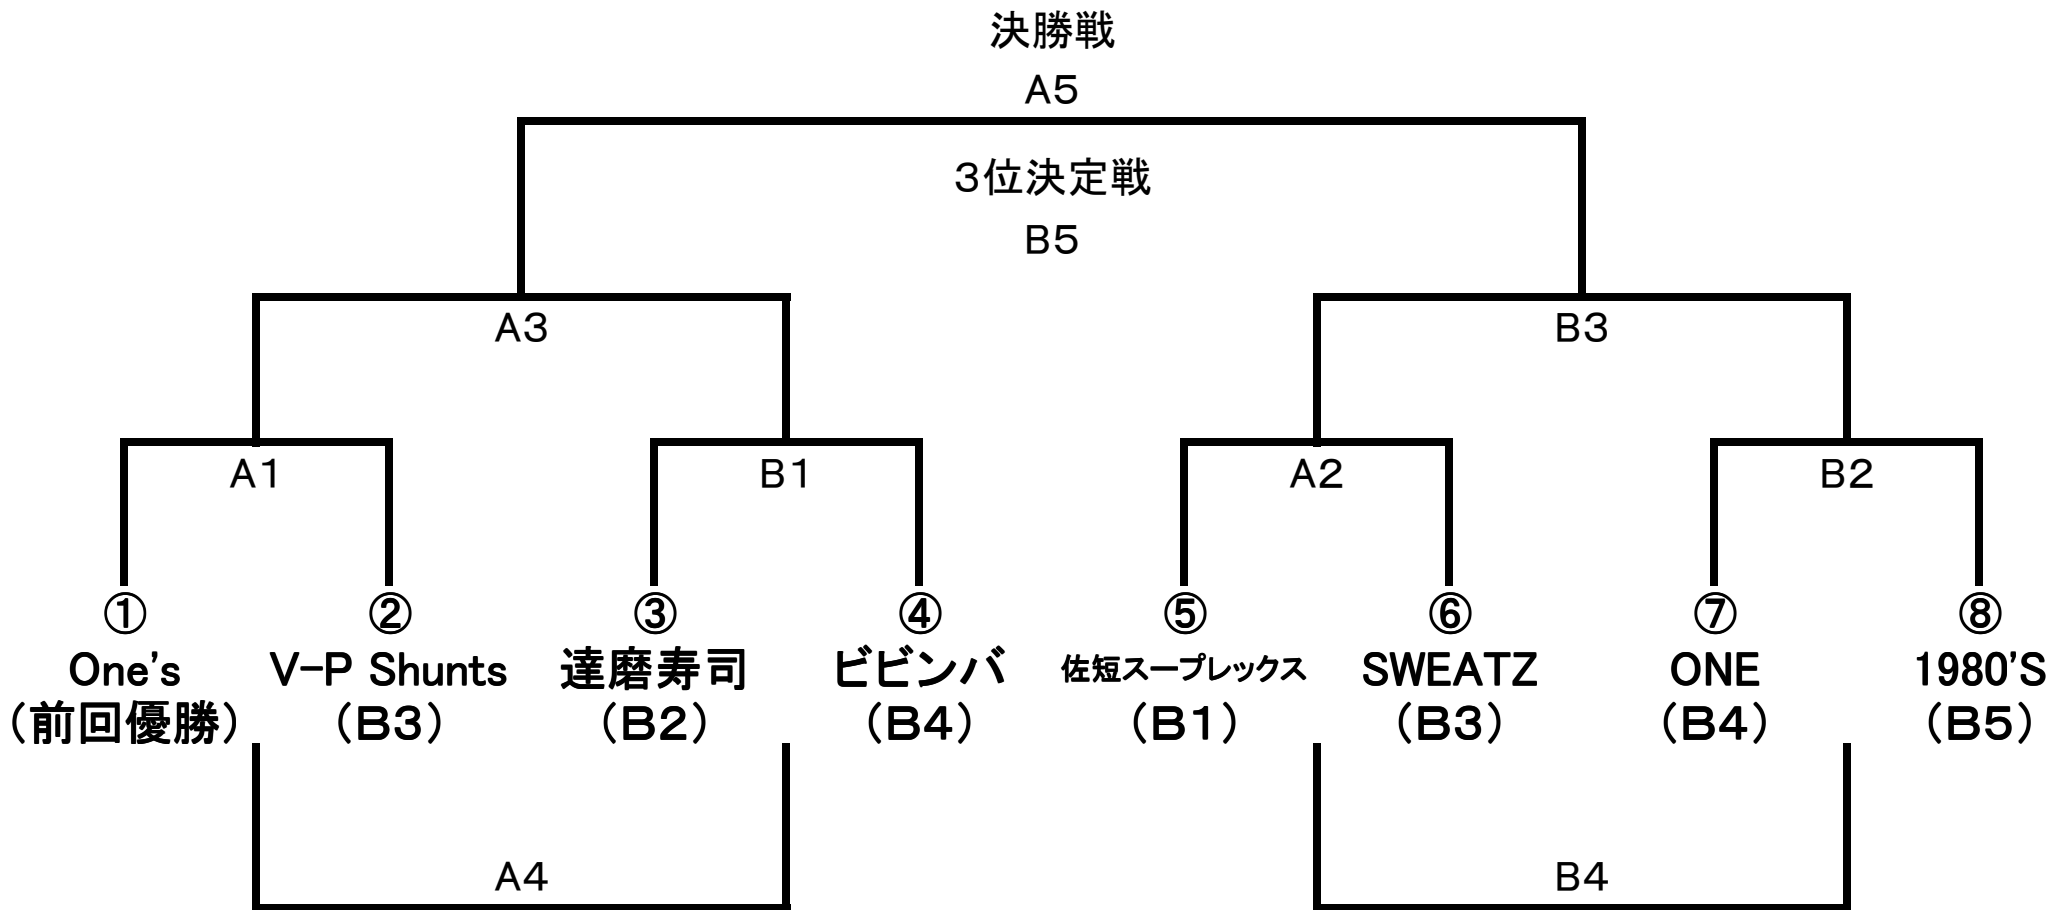 決勝戦
A5
3位決定戦
B5
A3 B3
A1 B1 A2 B2
① ② ③ ④ ⑤ ⑥ ⑦ ⑧
One's V-P Shunts 達磨寿司 ビビンバ 佐短スープレックス SWEATZ ONE 1980'S
(前回優勝) (B3) (B2) (B4) (B1) (B3) (B4) (B5)
A4 B4